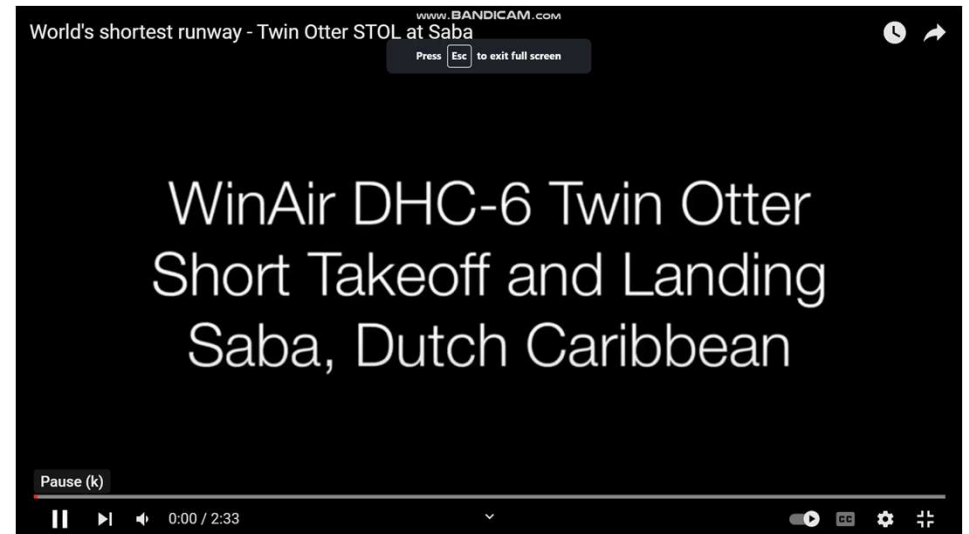 www.BANDICAM.com
World's shortest runway - Twin Otter STOL at Saba
Press Esc to exit full screen
WinAir DHC-6 Twin Otter
Short Takeoff and Landing
Saba, Dutch Caribbean
Pause (k)
0:00 / 2:33
CC